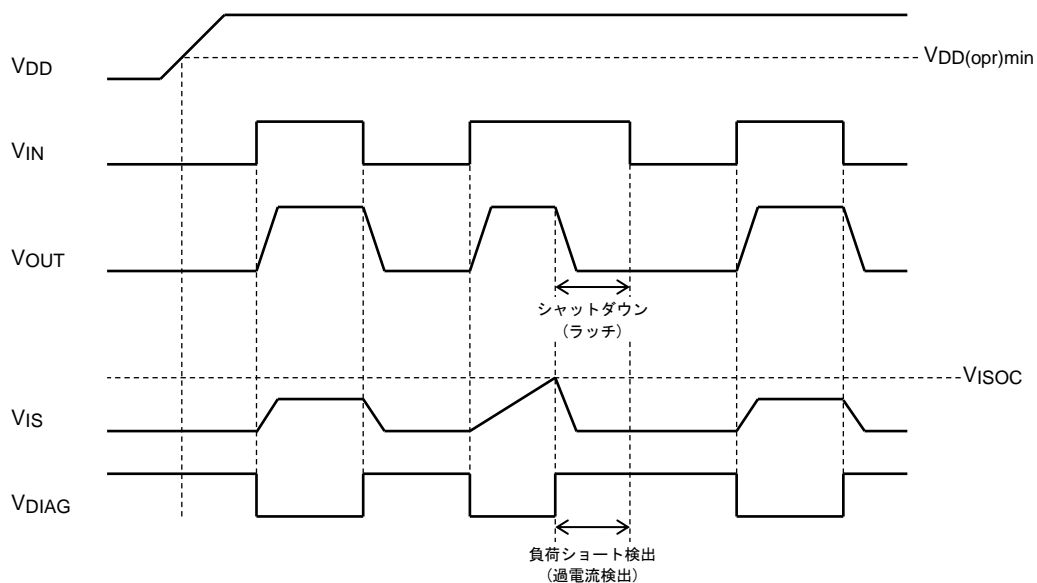 VDD
VDD(opr)min
VIN
VOUT
シャットダウン
（ラッチ）
VISOC
VIS
VDIAG
負荷ショート検出
（過電流検出）